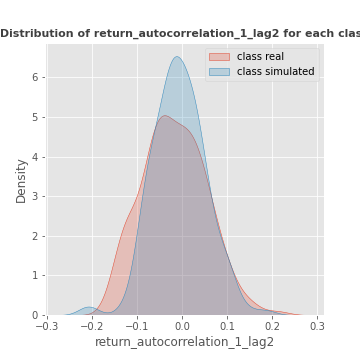 Distribution of return_autocorrelation_1_lag2 for each clas
class real
class simulated
6
5
4
3
2
1
0
Density
−0.3 −0.2 −0.1 0.0 0.1 0.2 0.3
return_autocorrelation_1_lag2